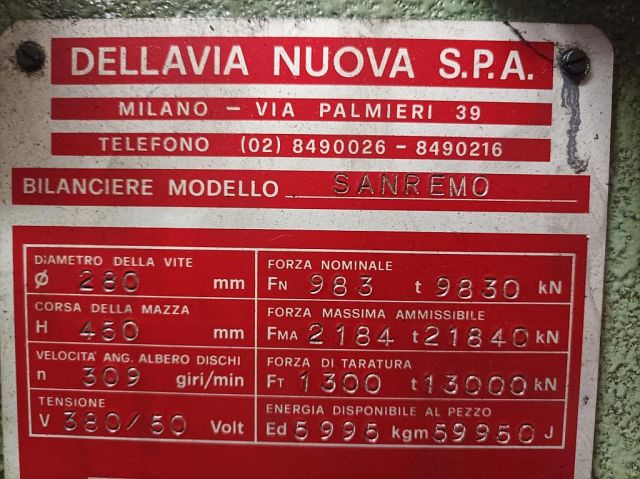 DELLAVIA NUOVA S.P.A.
MILANO – VIA PALMIERI 39
TELEFONO (02) 8490026 – 8490216
BILANCIERE MODELLO SANREMO
DIAMETRO DELLA VITE
Ø 280 mm
CORSA DELLA MAZZA
H 450 mm
VELOCITA' ANG. ALBERO DISCHI
n 309 giri/min
TENSIONE
V 380/50 Volt
FORZA NOMINALE
FN 983 t 9830 kN
FORZA MASSIMA AMMISSIBILE
FMA 2184 t 21840 kN
FORZA DI TARATURA
FT 1300 t 13000 kN
ENERGIA DISPONIBILE AL PEZZO
Ed 5995 kgm 59950 J